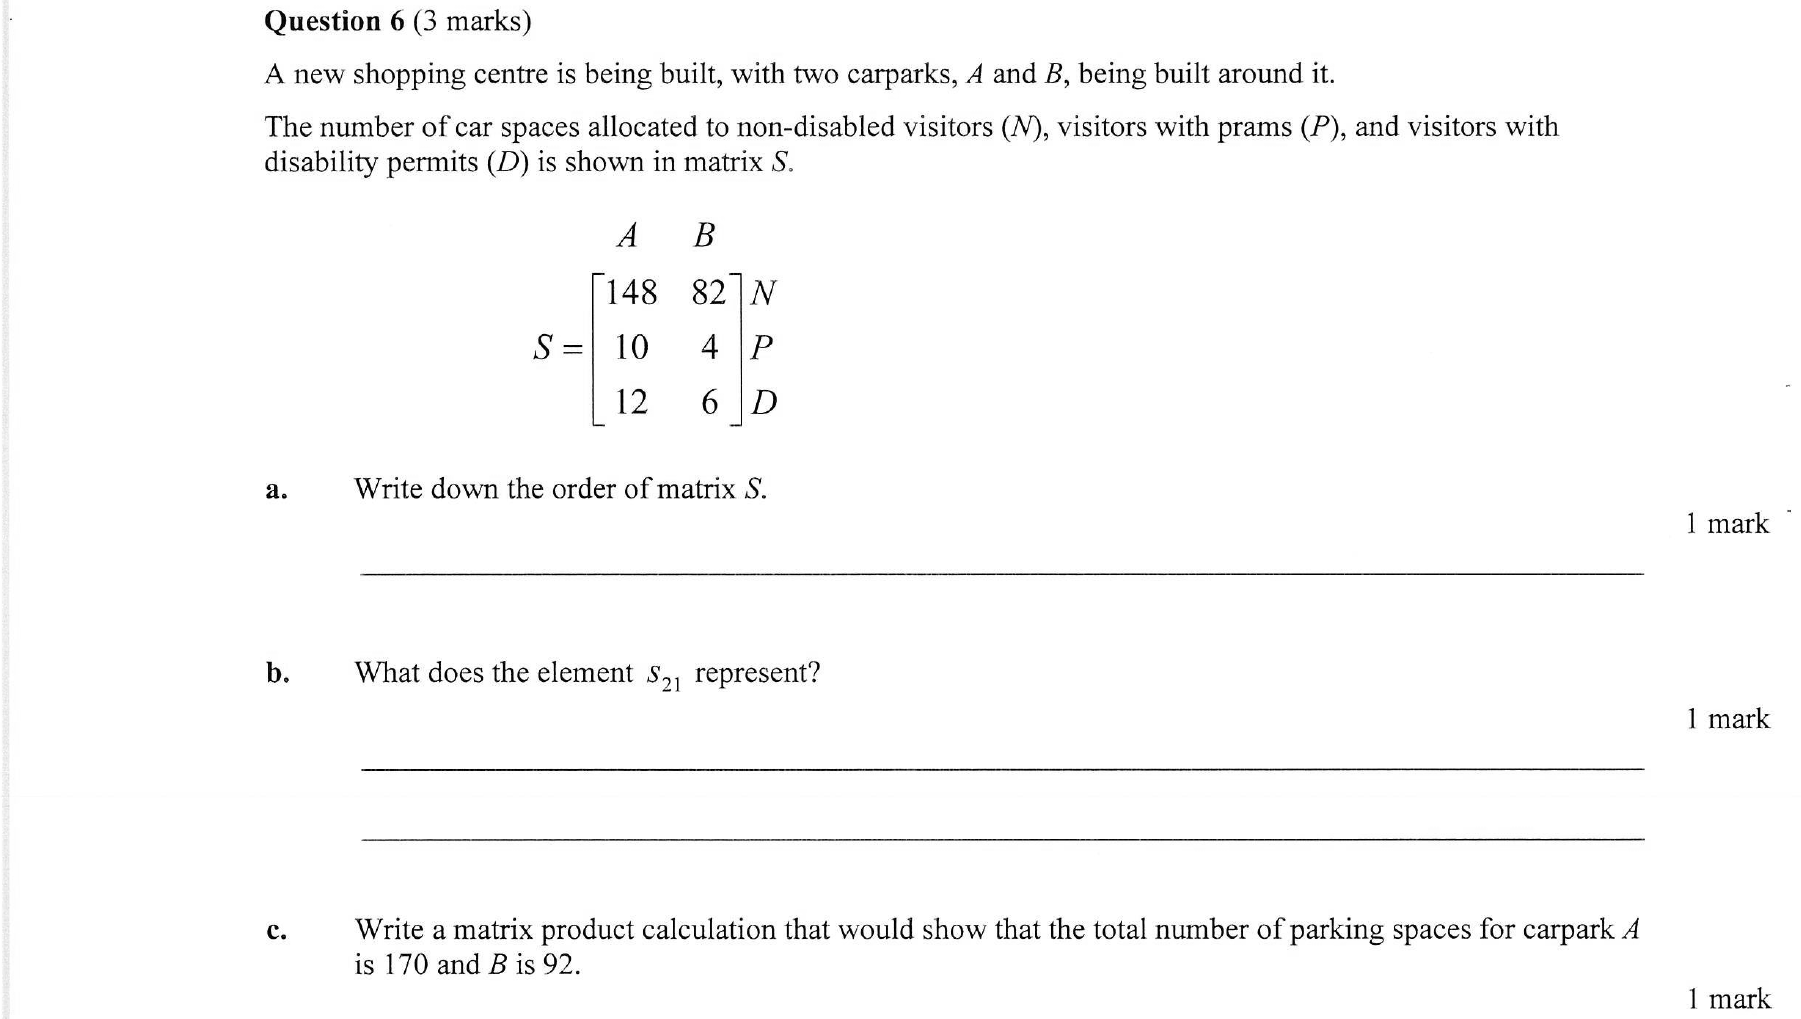 Question 6 (3 marks)
A new shopping centre is being built, with two carparks, A and B, being built around it.
The number of car spaces allocated to non-disabled visitors (N), visitors with prams (P), and visitors with
disability permits (D) is shown in matrix S.
A B
148 82 N
S = 10 4 P
12 6 D
a. Write down the order of matrix S.
1 mark
b. What does the element s₂₁ represent?
1 mark
c. Write a matrix product calculation that would show that the total number of parking spaces for carpark A
is 170 and B is 92.
1 mark